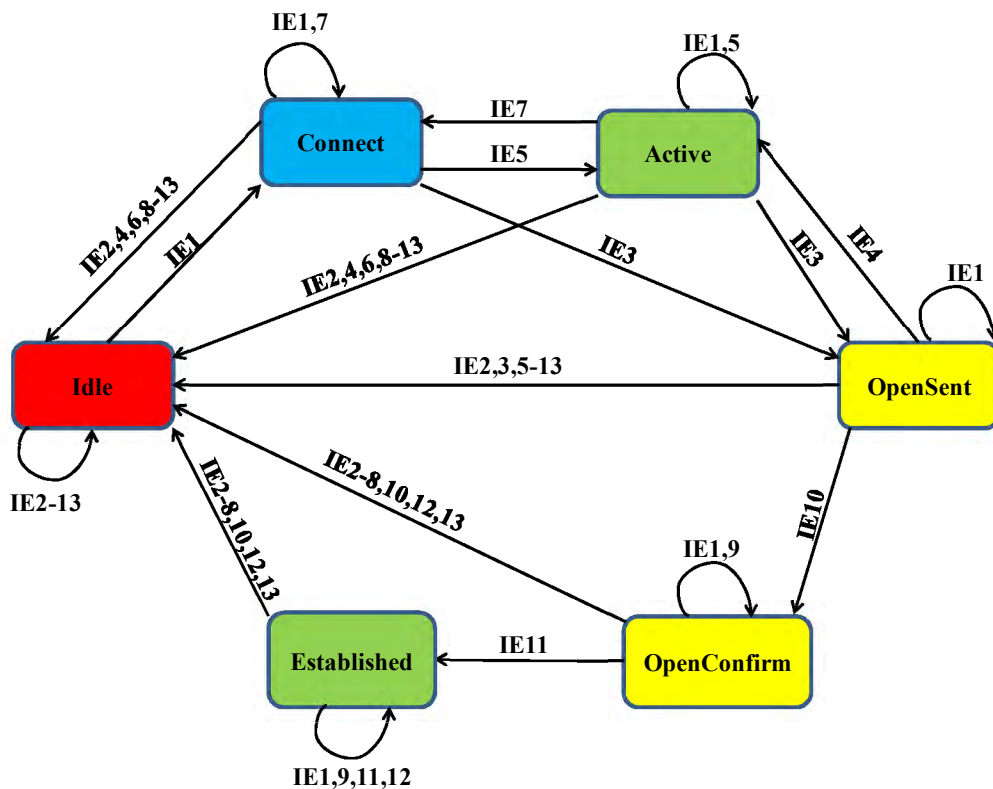 IE1,7
IE1,5
Connect
IE7
Active
IE5
IE2,4,6,8-13
IE1
IE2,4,6,8-13
IE3
IE3
IE4
IE1
Idle
IE2,3,5-13
OpenSent
IE2-13
IE2-8,10,12,13
IE2-8,10,12,13
IE10
IE1,9
Established
IE11
OpenConfirm
IE1,9,11,12